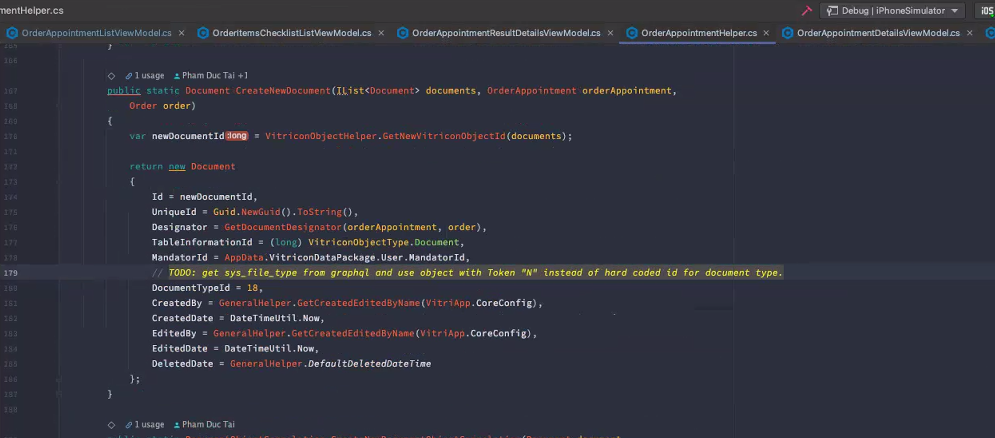 mentHelper.cs
Debug | iPhoneSimulator
iOS
OrderAppointmentListViewModel.cs × OrderItemsChecklistListViewModel.cs × OrderAppointmentResultDetailsViewModel.cs × OrderAppointmentHelper.cs × OrderAppointmentDetailsViewModel.cs ×
165 }
166
1 usage Pham Duc Tai +1
167 public static Document CreateNewDocument(IList<Document> documents, OrderAppointment orderAppointment,
168 Order order)
169 {
170 var newDocumentId:long = VitriconObjectHelper.GetNewVitriconObjectId(documents);
171
172 return new Document
173 {
174 Id = newDocumentId,
175 UniqueId = Guid.NewGuid().ToString(),
176 Designator = GetDocumentDesignator(orderAppointment, order),
177 TableInformationId = (long) VitriconObjectType.Document,
178 MandatorId = AppData.VitriconDataPackage.User.MandatorId,
179 // TODO: get sys_file_type from graphql and use object with Token "N" instead of hard coded id for document type.
180 DocumentTypeId = 18,
181 CreatedBy = GeneralHelper.GetCreatedEditedByName(VitriApp.CoreConfig),
182 CreatedDate = DateTimeUtil.Now,
183 EditedBy = GeneralHelper.GetCreatedEditedByName(VitriApp.CoreConfig),
184 EditedDate = DateTimeUtil.Now,
185 DeletedDate = GeneralHelper.DefaultDeletedDateTime
186 };
187 }
188
1 usage Pham Duc Tai